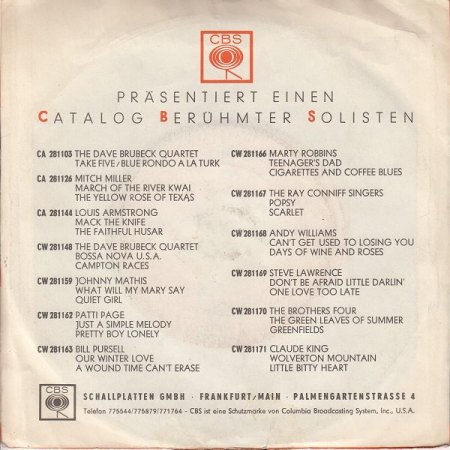 CBS
PRÄSENTIERT EINEN
CATALOG BERÜHMTER SOLISTEN
CA 281103 THE DAVE BRUBECK QUARTET
TAKE FIVE/BLUE RONDO A LA TURK
CA 281126 MITCH MILLER
MARCH OF THE RIVER KWAI
THE YELLOW ROSE OF TEXAS
CA 281144 LOUIS ARMSTRONG
MACK THE KNIFE
THE FAITHFUL HUSAR
CW 281148 THE DAVE BRUBECK QUARTET
BOSSA NOVA U.S.A.
CAMPTON RACES
CW 281159 JOHNNY MATHIS
WHAT WILL MY MARY SAY
QUIET GIRL
CW 281162 PATTI PAGE
JUST A SIMPLE MELODY
PRETTY BOY LONELY
CW 281163 BILL PURSELL
OUR WINTER LOVE
A WOUND TIME CAN'T ERASE
CW 281166 MARTY ROBBINS
TEENAGER'S DAD
CIGARETTES AND COFFEE BLUES
CW 281167 THE RAY CONNIFF SINGERS
POPSY
SCARLET
CW 281168 ANDY WILLIAMS
CAN'T GET USED TO LOSING YOU
DAYS OF WINE AND ROSES
CW 281169 STEVE LAWRENCE
DON'T BE AFRAID LITTLE DARLIN'
ONE LOVE TOO LATE
CW 281170 THE BROTHERS FOUR
THE GREEN LEAVES OF SUMMER
GREENFIELDS
CW 281171 CLAUDE KING
WOLVERTON MOUNTAIN
LITTLE BITTY HEART
CBS
SCHALLPLATTEN GMBH · FRANKFURT/MAIN · PALMENGARTENSTRASSE 4
Telefon 775544/775879/771764 - CBS ist eine Schutzmarke von Columbia Broadcasting System, Inc., U.S.A.